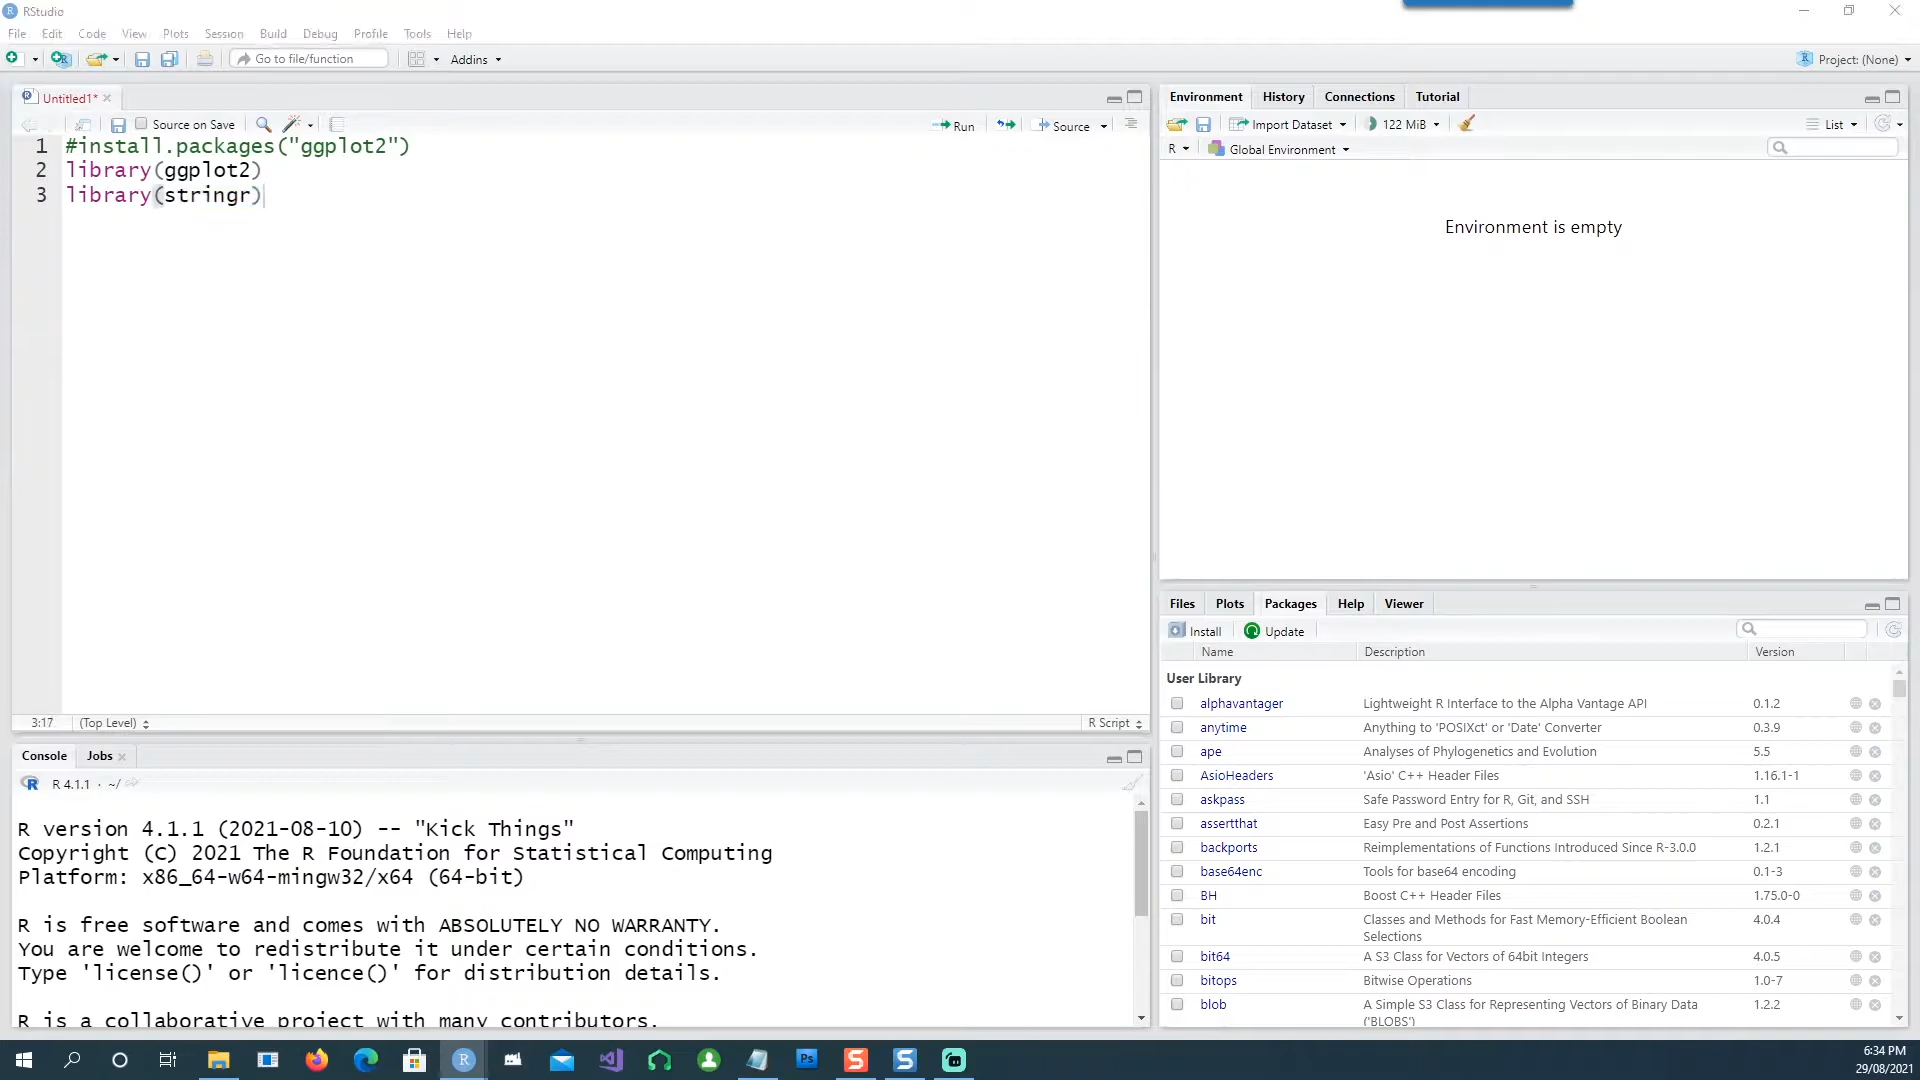 RStudio
File Edit Code View Plots Session Build Debug Profile Tools Help
Go to file/function Addins Project: (None)
Untitled1*
Source on Save Run Source
1 #install.packages("ggplot2")
2 library(ggplot2)
3 library(stringr)
3:17 (Top Level) R Script
Console Jobs
R 4.1.1 · ~/
R version 4.1.1 (2021-08-10) -- "Kick Things"
Copyright (C) 2021 The R Foundation for Statistical Computing
Platform: x86_64-w64-mingw32/x64 (64-bit)
R is free software and comes with ABSOLUTELY NO WARRANTY.
You are welcome to redistribute it under certain conditions.
Type 'license()' or 'licence()' for distribution details.
R is a collaborative project with many contributors.
Environment History Connections Tutorial
Import Dataset 122 MiB List
R Global Environment
Environment is empty
Files Plots Packages Help Viewer
Install Update
Name Description Version
User Library
alphavantager Lightweight R Interface to the Alpha Vantage API 0.1.2
anytime Anything to 'POSIXct' or 'Date' Converter 0.3.9
ape Analyses of Phylogenetics and Evolution 5.5
AsioHeaders 'Asio' C++ Header Files 1.16.1-1
askpass Safe Password Entry for R, Git, and SSH 1.1
assertthat Easy Pre and Post Assertions 0.2.1
backports Reimplementations of Functions Introduced Since R-3.0.0 1.2.1
base64enc Tools for base64 encoding 0.1-3
BH Boost C++ Header Files 1.75.0-0
bit Classes and Methods for Fast Memory-Efficient Boolean 4.0.4
Selections
bit64 A S3 Class for Vectors of 64bit Integers 4.0.5
bitops Bitwise Operations 1.0-7
blob A Simple S3 Class for Representing Vectors of Binary Data 1.2.2
('BLOBS')
6:34 PM
29/08/2021